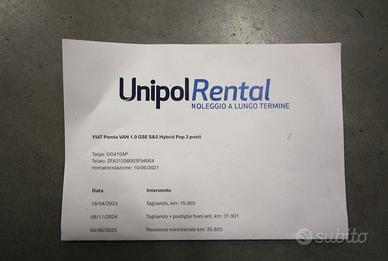 UnipolRental
NOLEGGIO A LUNGO TERMINE
FIAT Panda VAN 1.0 GSE S&S Hybrid Pop 2 posti
Targa: GG410AP
Telaio: ZFA31200003F94954
Immatricolazione: 10/06/2021
Data Intervento
18/04/2023 Tagliando, km: 15.055
08/11/2024 Tagliando + pastiglie freni ant. km: 31.931
04/06/2025 Revisione ministeriale km: 35.803
subito